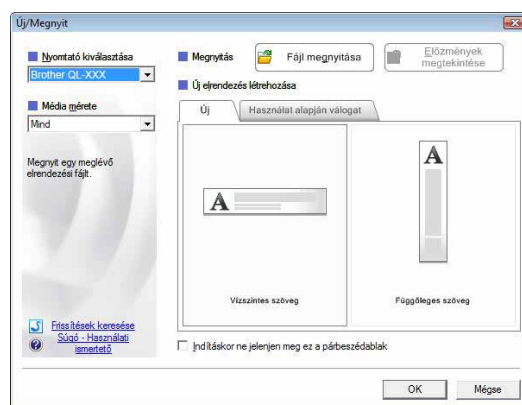 Új/Megnyit
Nyomtató kiválasztása
Brother QL-XXX
Média mérete
Mind
Megnyit egy meglévő
elrendezési fájlt.
Frissítések keresése
Súgó - Használati
ismertető
Megnyitás
Fájl megnyitása
Előzmények
megtekintése
Új elrendezés létrehozása
Új
Használat alapján válogat
A
Vízszintes szöveg
A
Függőleges szöveg
Indításkor ne jelenjen meg ez a párbeszédablak
OK
Mégse